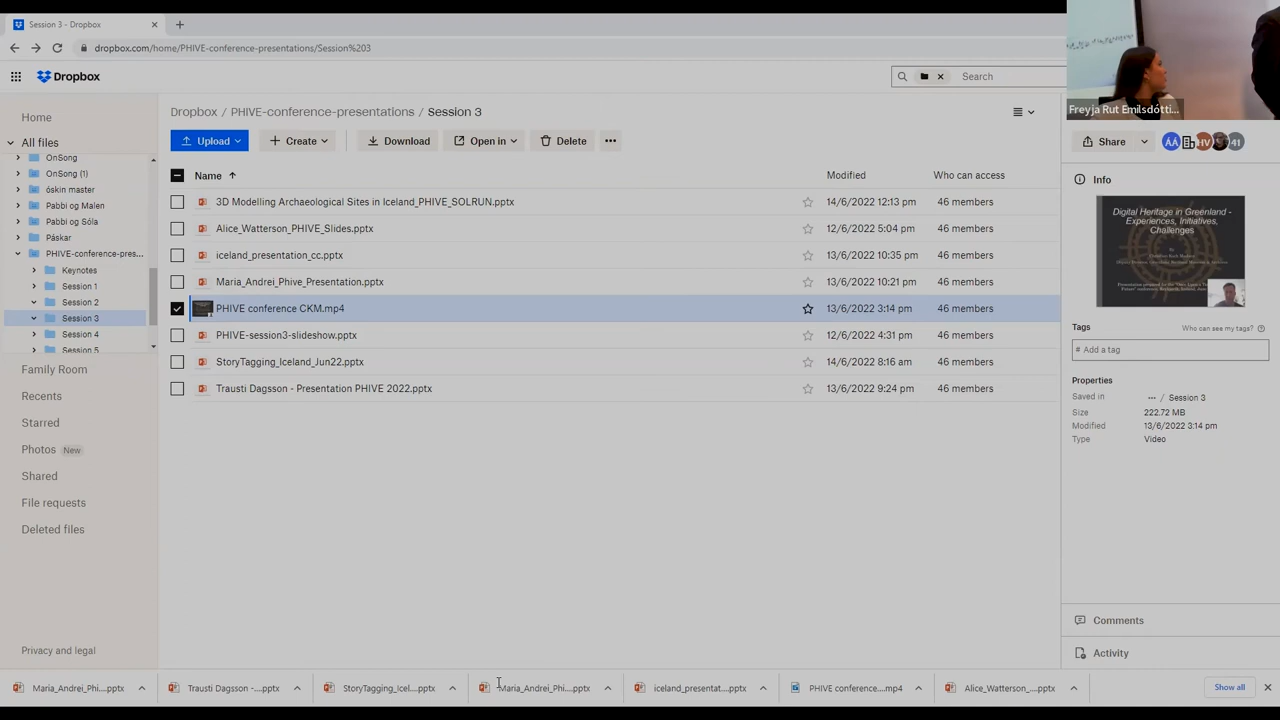 Session 3 - Dropbox
dropbox.com/home/PHIVE-conference-presentations/Session%203
Dropbox
Search
Freyja Rut Emilsdótti...
Home
All files
OnSong
OnSong (1)
óskin master
Pabbi og Malen
Pabbi og Sóla
Páskar
PHIVE-conference-pres...
Keynotes
Session 1
Session 2
Session 3
Session 4
Session 5
Family Room
Recents
Starred
Photos New
Shared
File requests
Deleted files
Privacy and legal
Dropbox / PHIVE-conference-presentations / Session 3
Upload Create Download Open in Delete
Name Modified Who can access
3D Modelling Archaeological Sites in Iceland_PHIVE_SOLRUN.pptx 14/6/2022 12:13 pm 46 members
Alice_Watterson_PHIVE_Slides.pptx 12/6/2022 5:04 pm 46 members
iceland_presentation_cc.pptx 13/6/2022 10:35 pm 46 members
Maria_Andrei_Phive_Presentation.pptx 13/6/2022 10:21 pm 46 members
PHIVE conference CKM.mp4 13/6/2022 3:14 pm 46 members
PHIVE-session3-slideshow.pptx 12/6/2022 4:31 pm 46 members
StoryTagging_Iceland_Jun22.pptx 14/6/2022 8:16 am 46 members
Trausti Dagsson - Presentation PHIVE 2022.pptx 13/6/2022 9:24 pm 46 members
Share ÁÁ HV 41
Info
Digital Heritage in Greenland -
Experiences, Initiatives,
Challenges
By
Tags Who can see my tags?
# Add a tag
Properties
Saved in ... / Session 3
Size 222.72 MB
Modified 13/6/2022 3:14 pm
Type Video
Comments
Activity
Maria_Andrei_Phi....pptx
Trausti Dagsson -....pptx
StoryTagging_Icel....pptx
Maria_Andrei_Phi....pptx
iceland_presentat....pptx
PHIVE conference....mp4
Alice_Watterson_....pptx
Show all